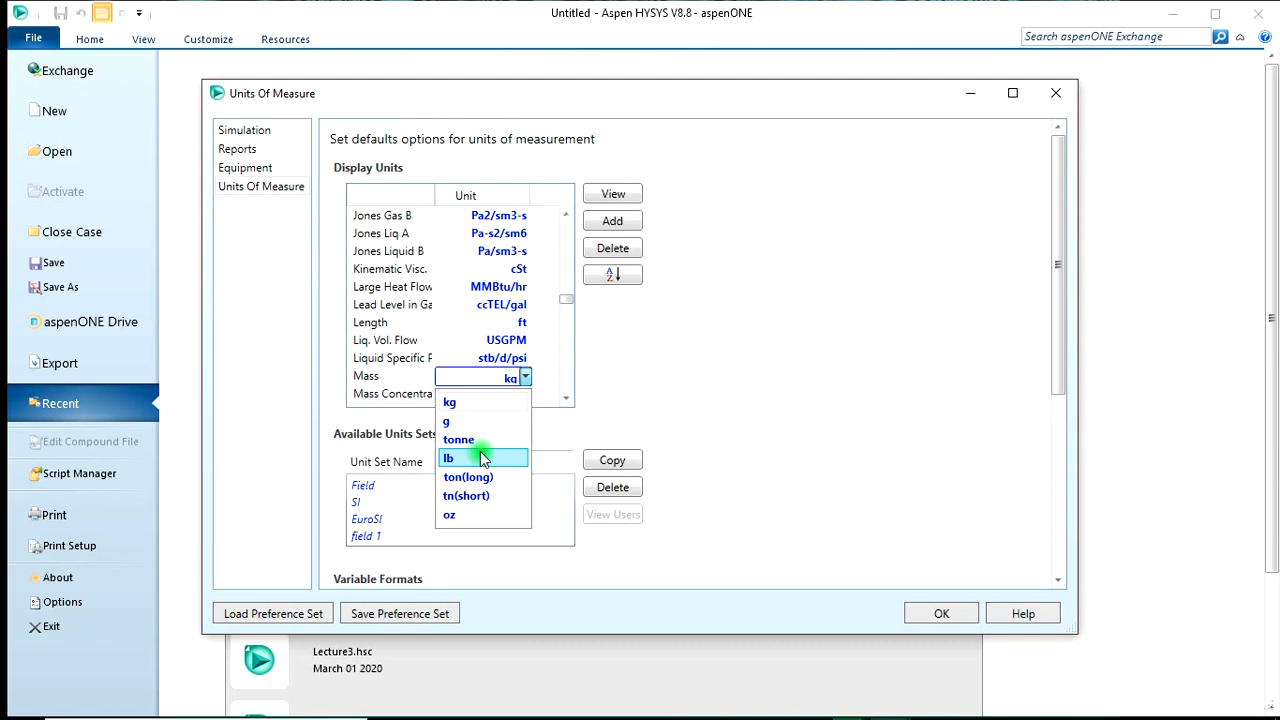 Untitled - Aspen HYSYS V8.8 - aspenONE
File
Home
View
Customize
Resources
Search aspenONE Exchange
Exchange
New
Open
Activate
Close Case
Save
Save As
aspenONE Drive
Export
Recent
Edit Compound File
Script Manager
Print
Print Setup
About
Options
Exit
Units Of Measure
Simulation
Reports
Equipment
Units Of Measure
Set defaults options for units of measurement
Display Units
Unit
Jones Gas B Pa2/sm3-s
Jones Liq A Pa-s2/sm6
Jones Liquid B Pa/sm3-s
Kinematic Visc. cSt
Large Heat Flow MMBtu/hr
Lead Level in Ga ccTEL/gal
Length ft
Liq. Vol. Flow USGPM
Liquid Specific P stb/d/psi
Mass kg
Mass Concentra
kg
g
tonne
lb
ton(long)
tn(short)
oz
View
Add
Delete
A
Z
Available Units Sets
Unit Set Name
Field
SI
EuroSI
field 1
Copy
Delete
View Users
Variable Formats
Load Preference Set
Save Preference Set
OK
Help
Lecture3.hsc
March 01 2020